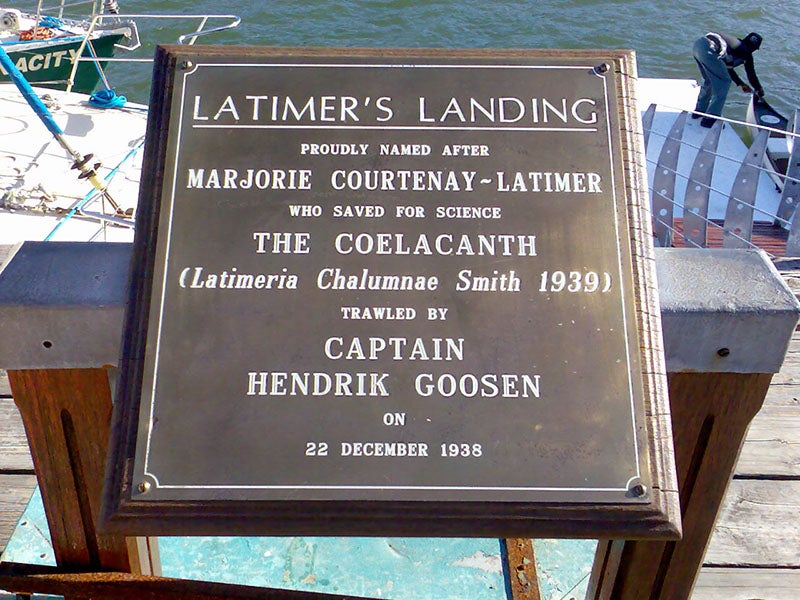 ACITY
LATIMER'S LANDING
PROUDLY NAMED AFTER
MARJORIE COURTENAY~LATIMER
WHO SAVED FOR SCIENCE
THE COELACANTH
(Latimeria Chalumnae Smith 1939)
TRAWLED BY
CAPTAIN
HENDRIK GOOSEN
ON
22 DECEMBER 1938